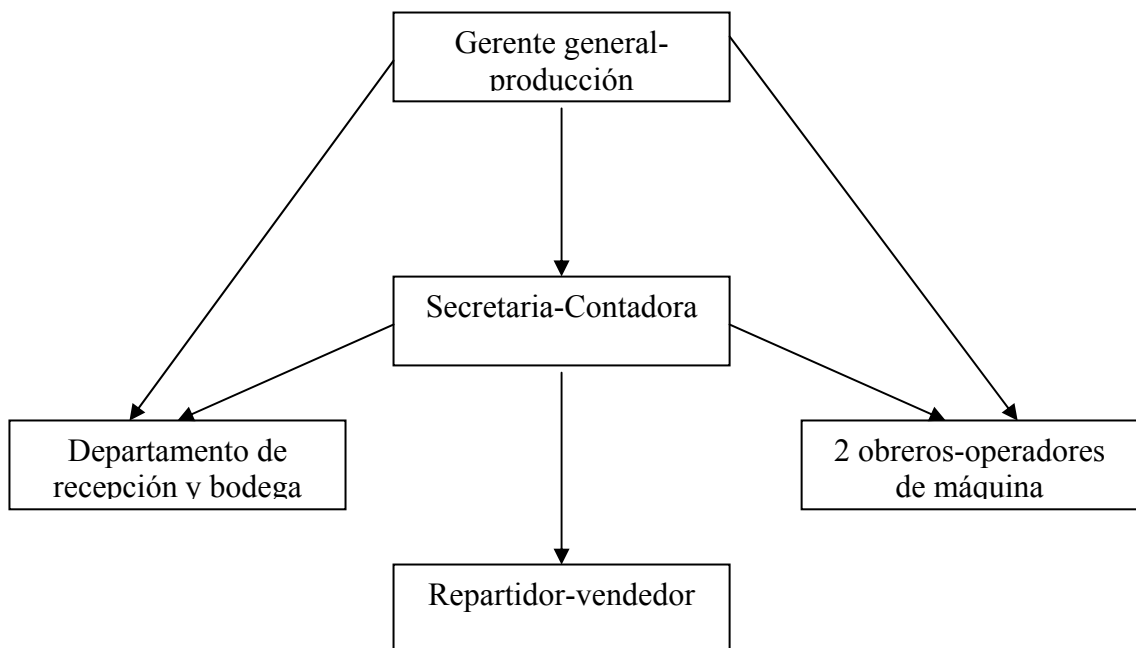 Gerente general-
producción
Secretaria-Contadora
Departamento de
recepción y bodega
2 obreros-operadores
de máquina
Repartidor-vendedor